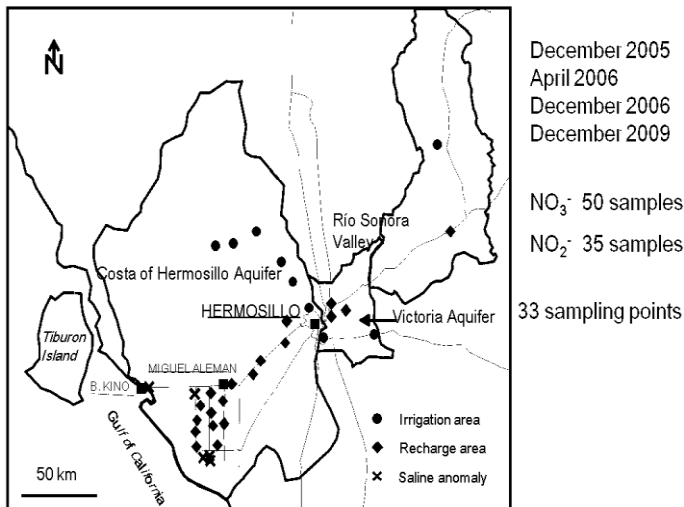 N
Río Sonora
Valley
Costa of Hermosillo Aquifer
HERMOSILLO
Victoria Aquifer
Tiburon
Island
MIGUEL ALEMAN
B. KINO
Gulf of California
Irrigation area
Recharge area
Saline anomaly
50 km
December 2005
April 2006
December 2006
December 2009
NO₃⁻ 50 samples
NO₂⁻ 35 samples
33 sampling points